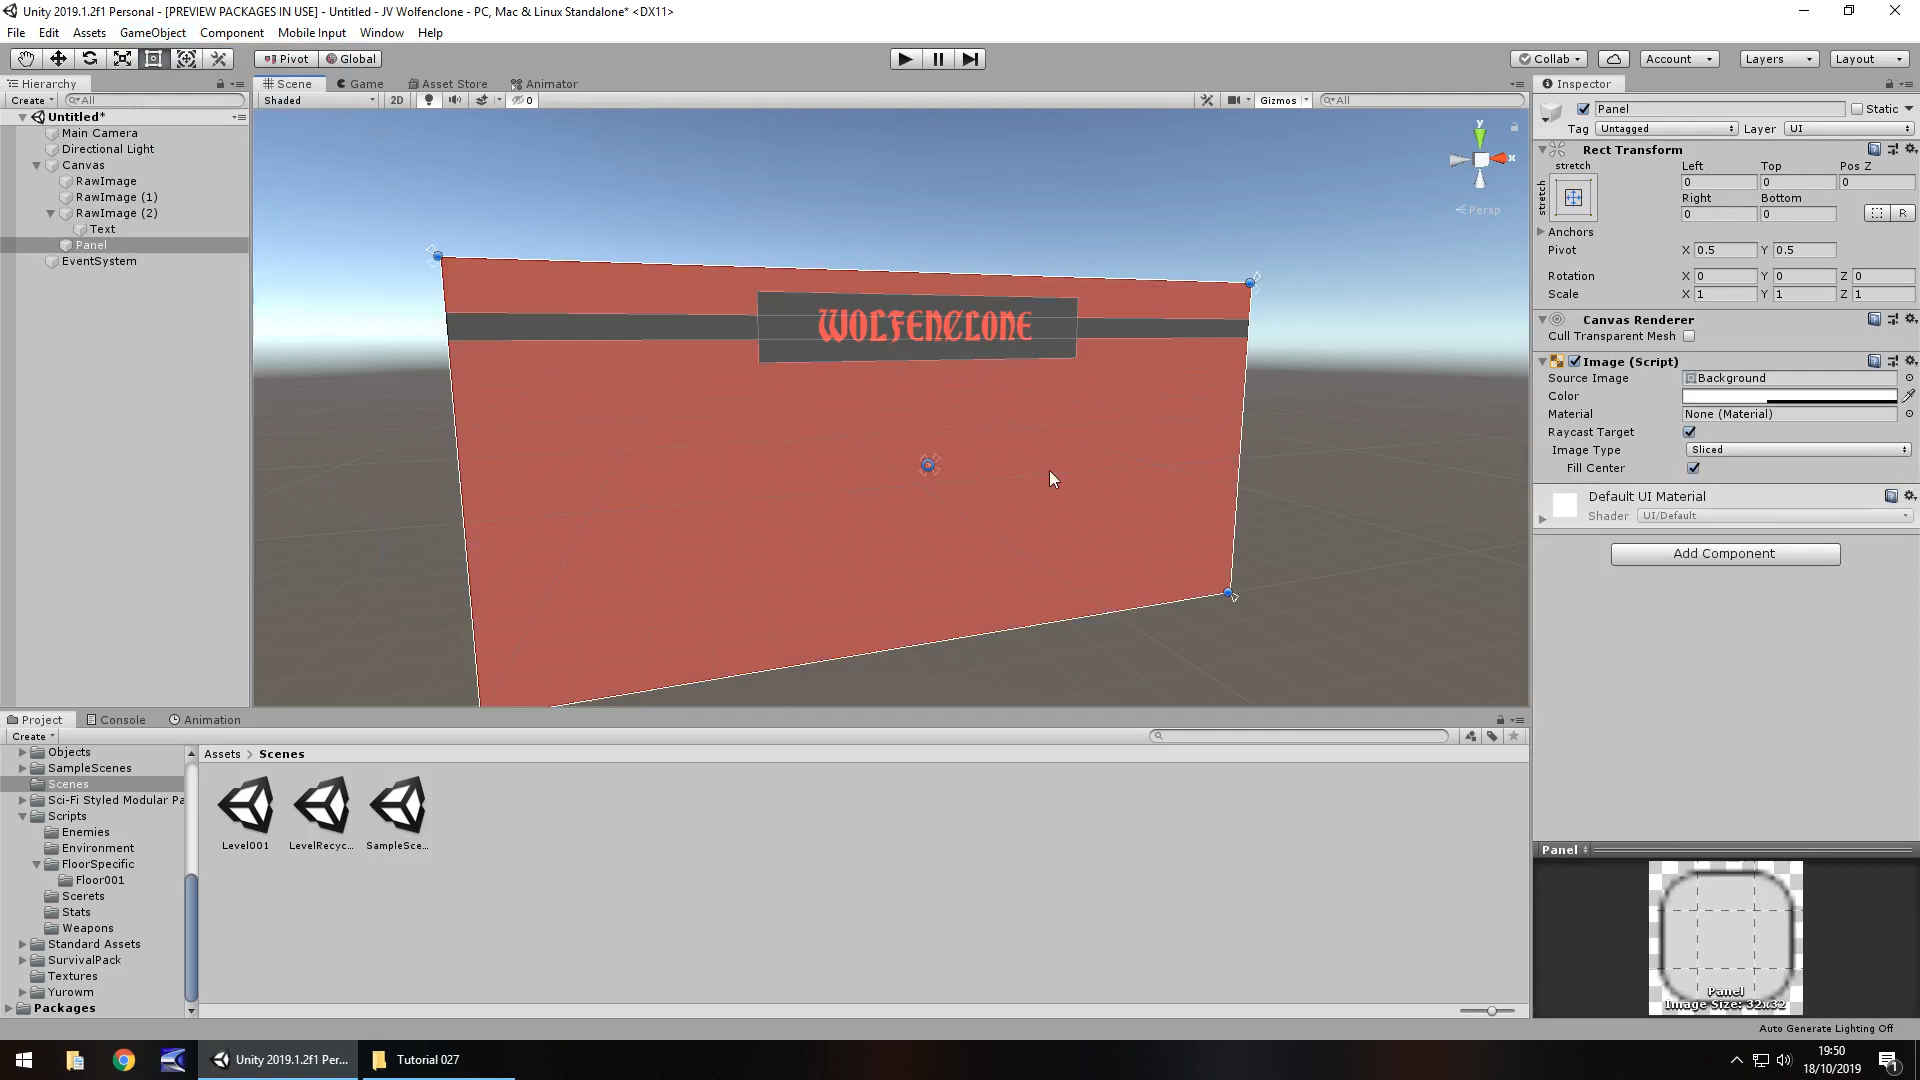 Unity 2019.1.2f1 Personal - [PREVIEW PACKAGES IN USE] - Untitled - JV Wolfenclone - PC, Mac & Linux Standalone* <DX11>
File Edit Assets GameObject Component Mobile Input Window Help
Pivot Global Collab Account Layers Layout
Hierarchy Scene Game Asset Store Animator Inspector
Create All Shaded 2D 0 Gizmos All
Untitled*
Main Camera
Directional Light
Canvas
RawImage
RawImage (1)
RawImage (2)
Text
Panel
EventSystem
y
x
Persp
WOLFENCLONE
Panel Static
Tag Untagged Layer UI
Rect Transform
stretch Left Top Pos Z
stretch
0 0 0
Right Bottom
0 0 R
Anchors
Pivot X 0.5 Y 0.5
Rotation X 0 Y 0 Z 0
Scale X 1 Y 1 Z 1
Canvas Renderer
Cull Transparent Mesh
Image (Script)
Source Image Background
Color
Material None (Material)
Raycast Target
Image Type Sliced
Fill Center
Default UI Material
Shader UI/Default
Add Component
Project Console Animation
Create
Objects
SampleScenes
Scenes
Sci-Fi Styled Modular Pa
Scripts
Enemies
Environment
FloorSpecific
Floor001
Scerets
Stats
Weapons
Standard Assets
SurvivalPack
Textures
Yurowm
Packages
Assets > Scenes
Level001 LevelRecyc... SampleSce...
Panel
Panel
Image Size: 32x32
Auto Generate Lighting Off
Unity 2019.1.2f1 Per... Tutorial 027
19:50
18/10/2019
1